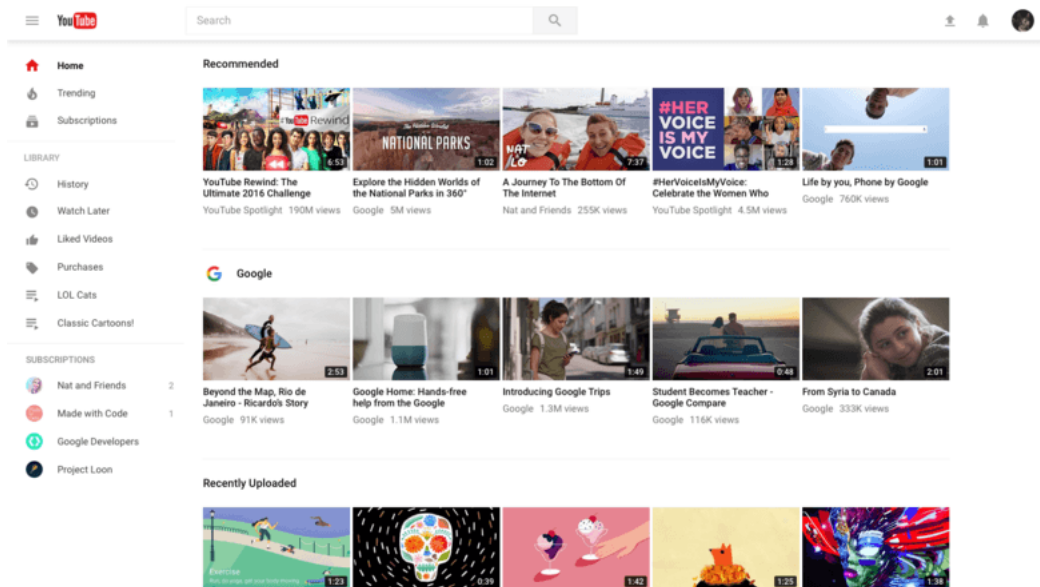 YouTube
Search
Home
Trending
Subscriptions
LIBRARY
History
Watch Later
Liked Videos
Purchases
LOL Cats
Classic Cartoons!
SUBSCRIPTIONS
Nat and Friends 2
Made with Code 1
Google Developers
Project Loon
Recommended
YouTube Rewind
6:53
The Hidden Worlds of the
NATIONAL PARKS
1:02
NAT
LO
7:37
#HER
VOICE
IS MY
VOICE
1:28
1:01
YouTube Rewind: The
Ultimate 2016 Challenge
YouTube Spotlight 190M views
Explore the Hidden Worlds of
the National Parks in 360°
Google 5M views
A Journey To The Bottom Of
The Internet
Nat and Friends 255K views
#HerVoiceIsMyVoice:
Celebrate the Women Who
YouTube Spotlight 4.5M views
Life by you, Phone by Google
Google 760K views
Google
2:53
1:01
1:49
0:48
2:01
Beyond the Map, Rio de
Janeiro - Ricardo's Story
Google 91K views
Google Home: Hands-free
help from the Google
Google 1.1M views
Introducing Google Trips
Google 1.3M views
Student Becomes Teacher -
Google Compare
Google 116K views
From Syria to Canada
Google 333K views
Recently Uploaded
Exercise
1:23
0:39
1:42
1:25
1:38